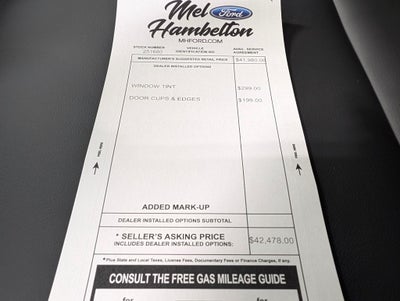 Mel Ford
Hambelton
MHFORD.COM
STOCK NUMBER VEHICLE AVAIL. SERVICE
IDENTIFICATION NO. AGREEMENT
MANUFACTURER'S SUGGESTED RETAIL PRICE $41,980.00
DEALER INSTALLED OPTIONS
WINDOW TINT $299.00
DOOR CUPS & EDGES $199.00
ADDED MARK-UP
DEALER INSTALLED OPTIONS SUBTOTAL
* SELLER'S ASKING PRICE $42,478.00
INCLUDES DEALER INSTALLED OPTIONS:
*Plus State and Local Taxes, License Fees, Documentary Fees or Finance Charges, if any.
CONSULT THE FREE GAS MILEAGE GUIDE
for for